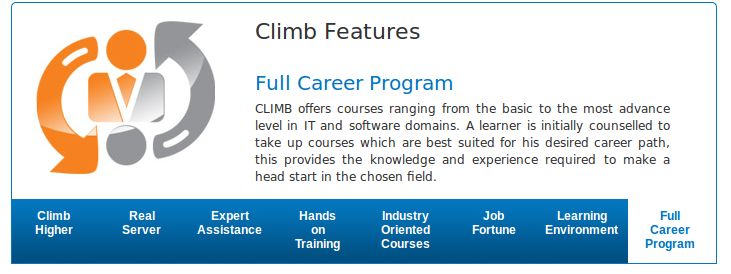 Climb Features
Full Career Program
CLIMB offers courses ranging from the basic to the most advance
level in IT and software domains. A learner is initially counselled to
take up courses which are best suited for his desired career path,
this provides the knowledge and experience required to make a
head start in the chosen field.
Climb Higher
Real Server
Expert Assistance
Hands on Training
Industry Oriented Courses
Job Fortune
Learning Environment
Full Career Program